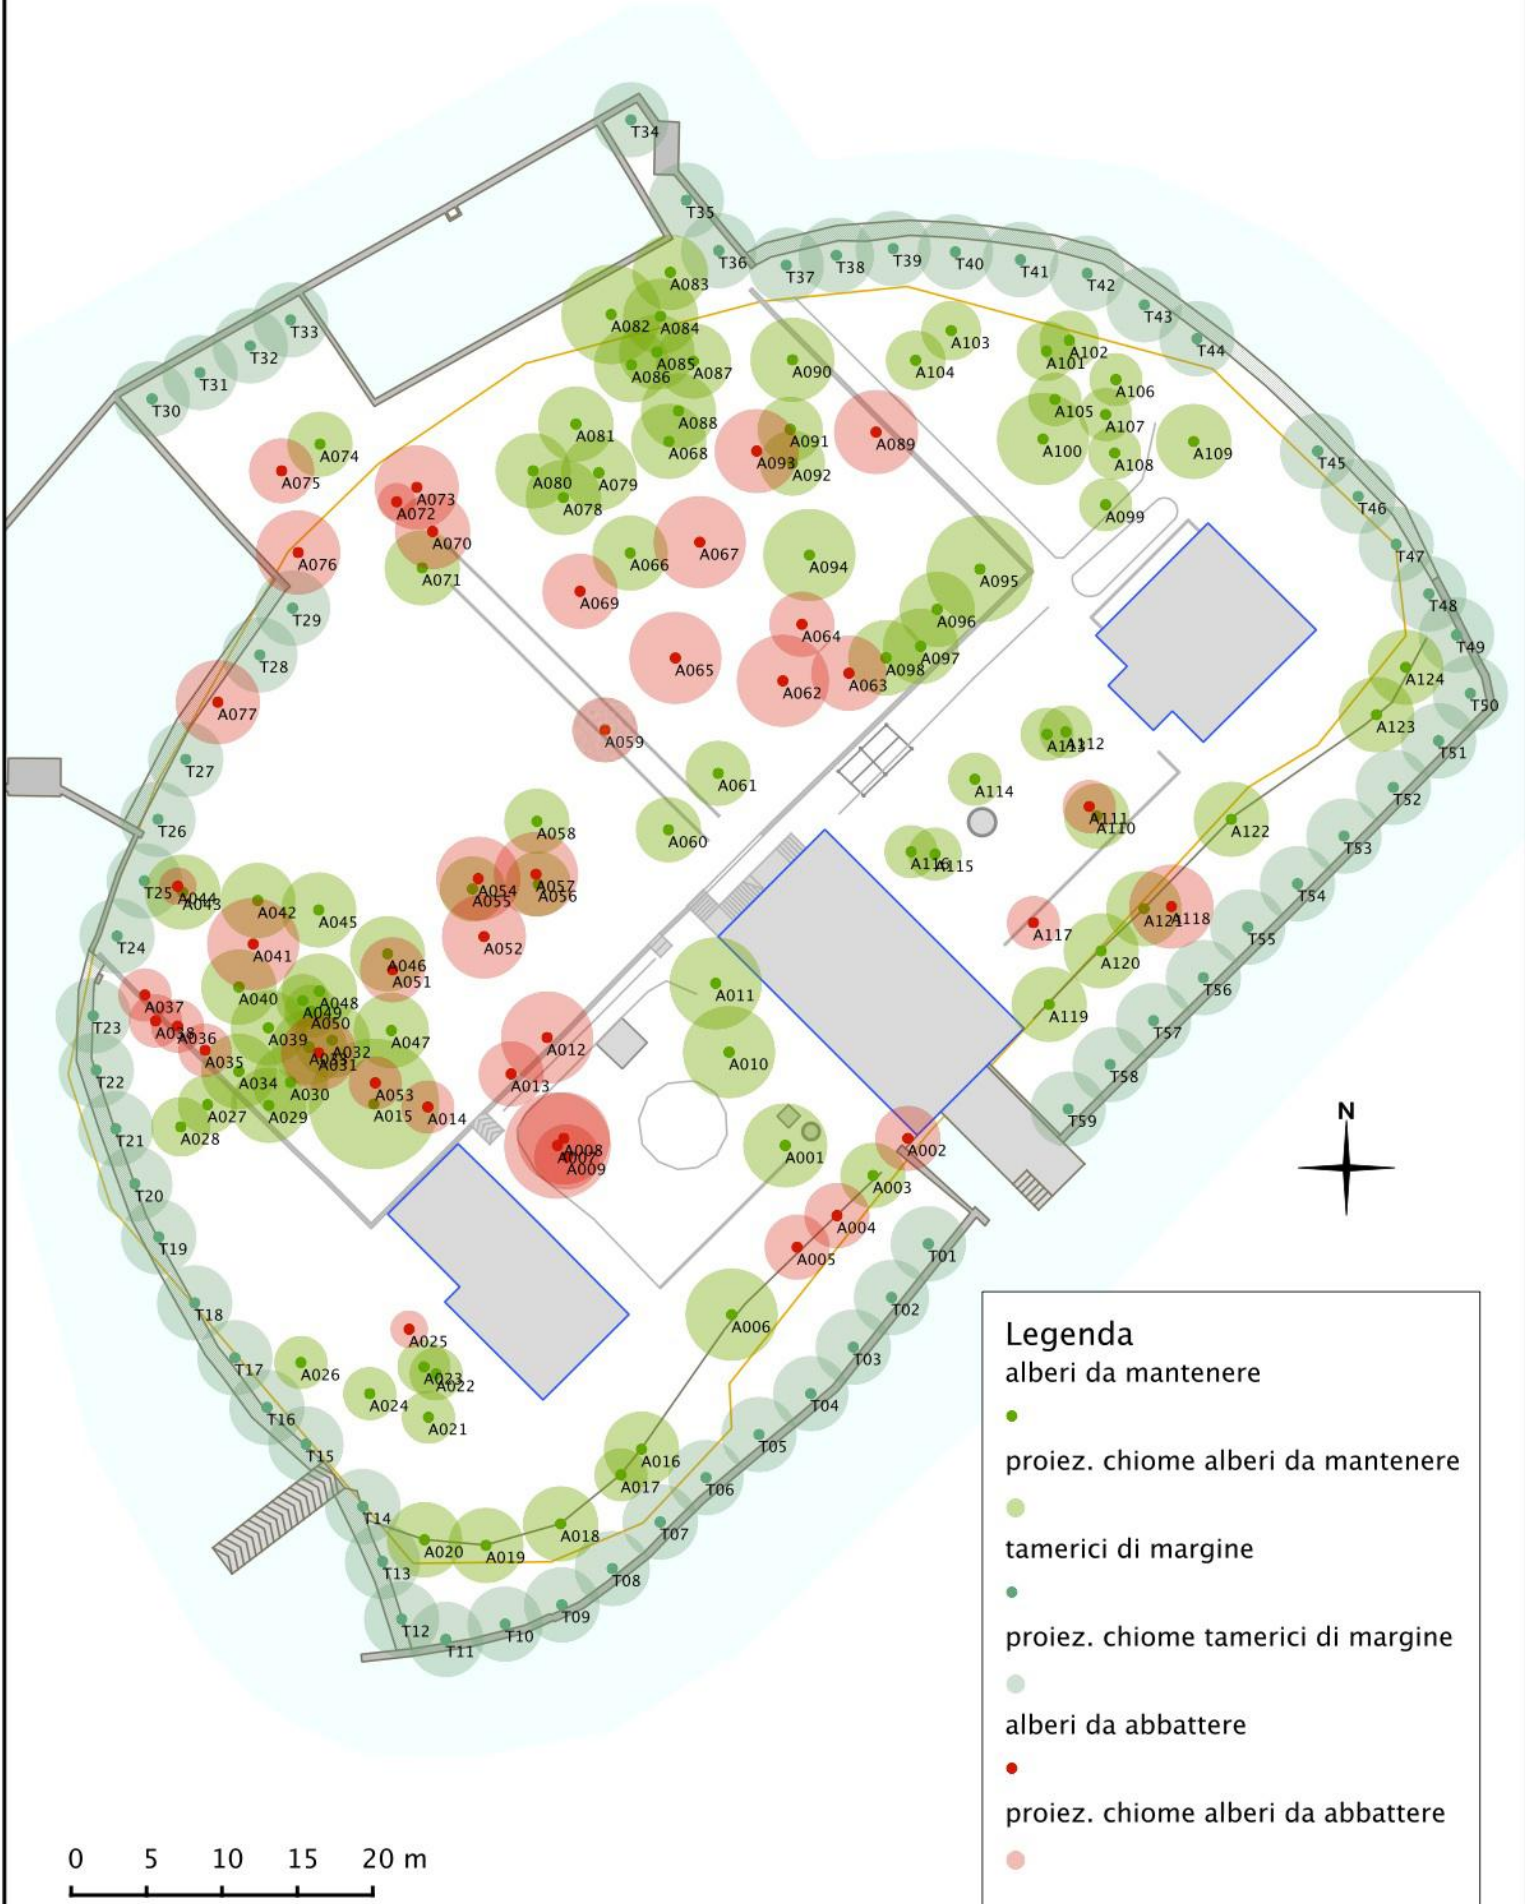 T34
T35
T36
T37
T38
T39
T40
T41
T42
T43
T44
T33
T32
T31
T30
A083
A082
A084
A085
A086
A087
A090
A103
A104
A102
A101
A106
A105
A107
A100
A108
A109
A099
T45
T46
T47
T48
T49
T50
T51
T52
T53
T54
T55
T56
T57
T58
T59
A074
A075
A073
A072
A070
A071
A076
A081
A080
A079
A078
A088
A068
A093
A091
A092
A089
A066
A067
A069
A094
A095
A096
A097
A098
A064
A063
A062
A065
A059
A061
A060
A058
A057
A056
A054
A055
A052
T29
T28
A077
T27
T26
T25
T24
T23
T22
T21
T20
T19
T18
T17
T16
T15
T14
T13
T12
T11
T10
T09
T08
T07
T06
T05
T04
T03
T02
T01
A124
A123
A122
A113
A112
A114
A111
A110
A116
A115
A117
A121
A118
A120
A119
A044
A043
A042
A045
A041
A046
A051
A040
A048
A049
A050
A039
A047
A037
A038
A036
A035
A034
A032
A033
A031
A030
A029
A027
A028
A053
A015
A014
A013
A012
A011
A010
A008
A007
A009
A001
A002
A003
A004
A005
A006
A025
A026
A024
A023
A022
A021
A016
A017
A018
A019
A020
N
Legenda
alberi da mantenere
proiez. chiome alberi da mantenere
tamerici di margine
proiez. chiome tamerici di margine
alberi da abbattere
proiez. chiome alberi da abbattere
0 5 10 15 20 m